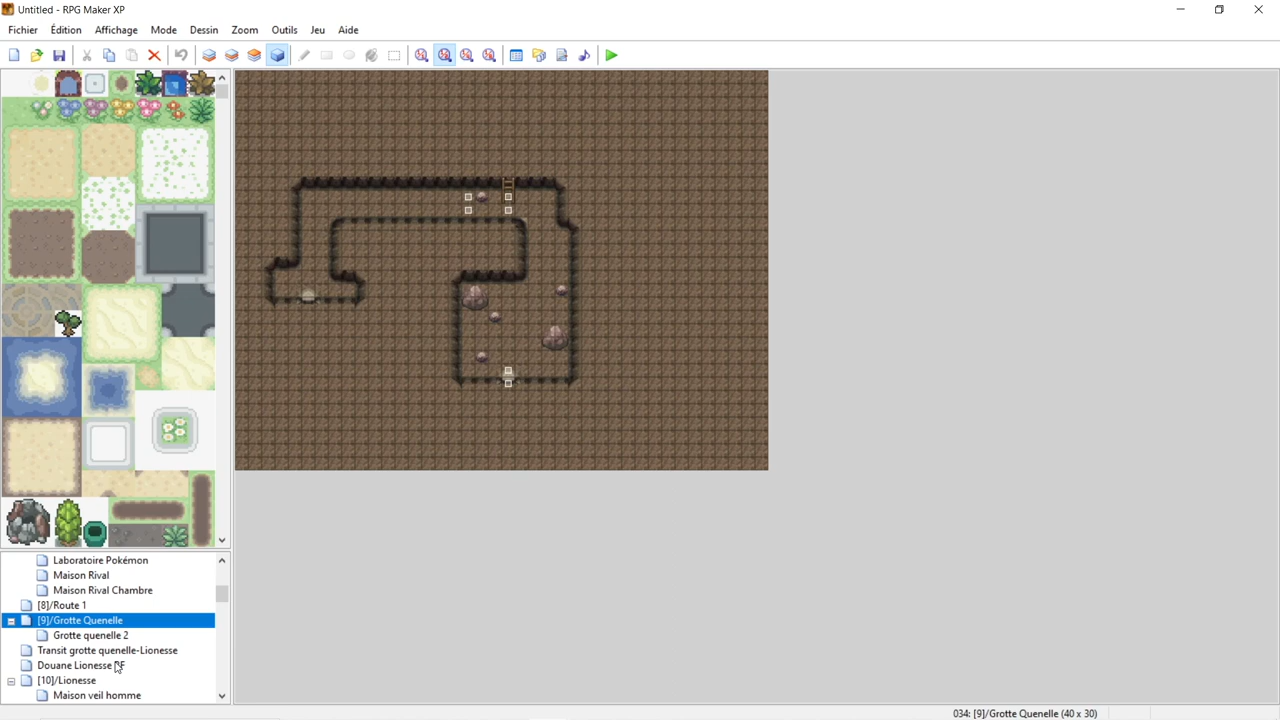 Untitled - RPG Maker XP
Fichier Édition Affichage Mode Dessin Zoom Outils Jeu Aide
Laboratoire Pokémon
Maison Rival
Maison Rival Chambre
[8]/Route 1
[9]/Grotte Quenelle
Grotte quenelle 2
Transit grotte quenelle-Lionesse
Douane Lionesse
[10]/Lionesse
Maison veil homme
034: [9]/Grotte Quenelle (40 x 30)